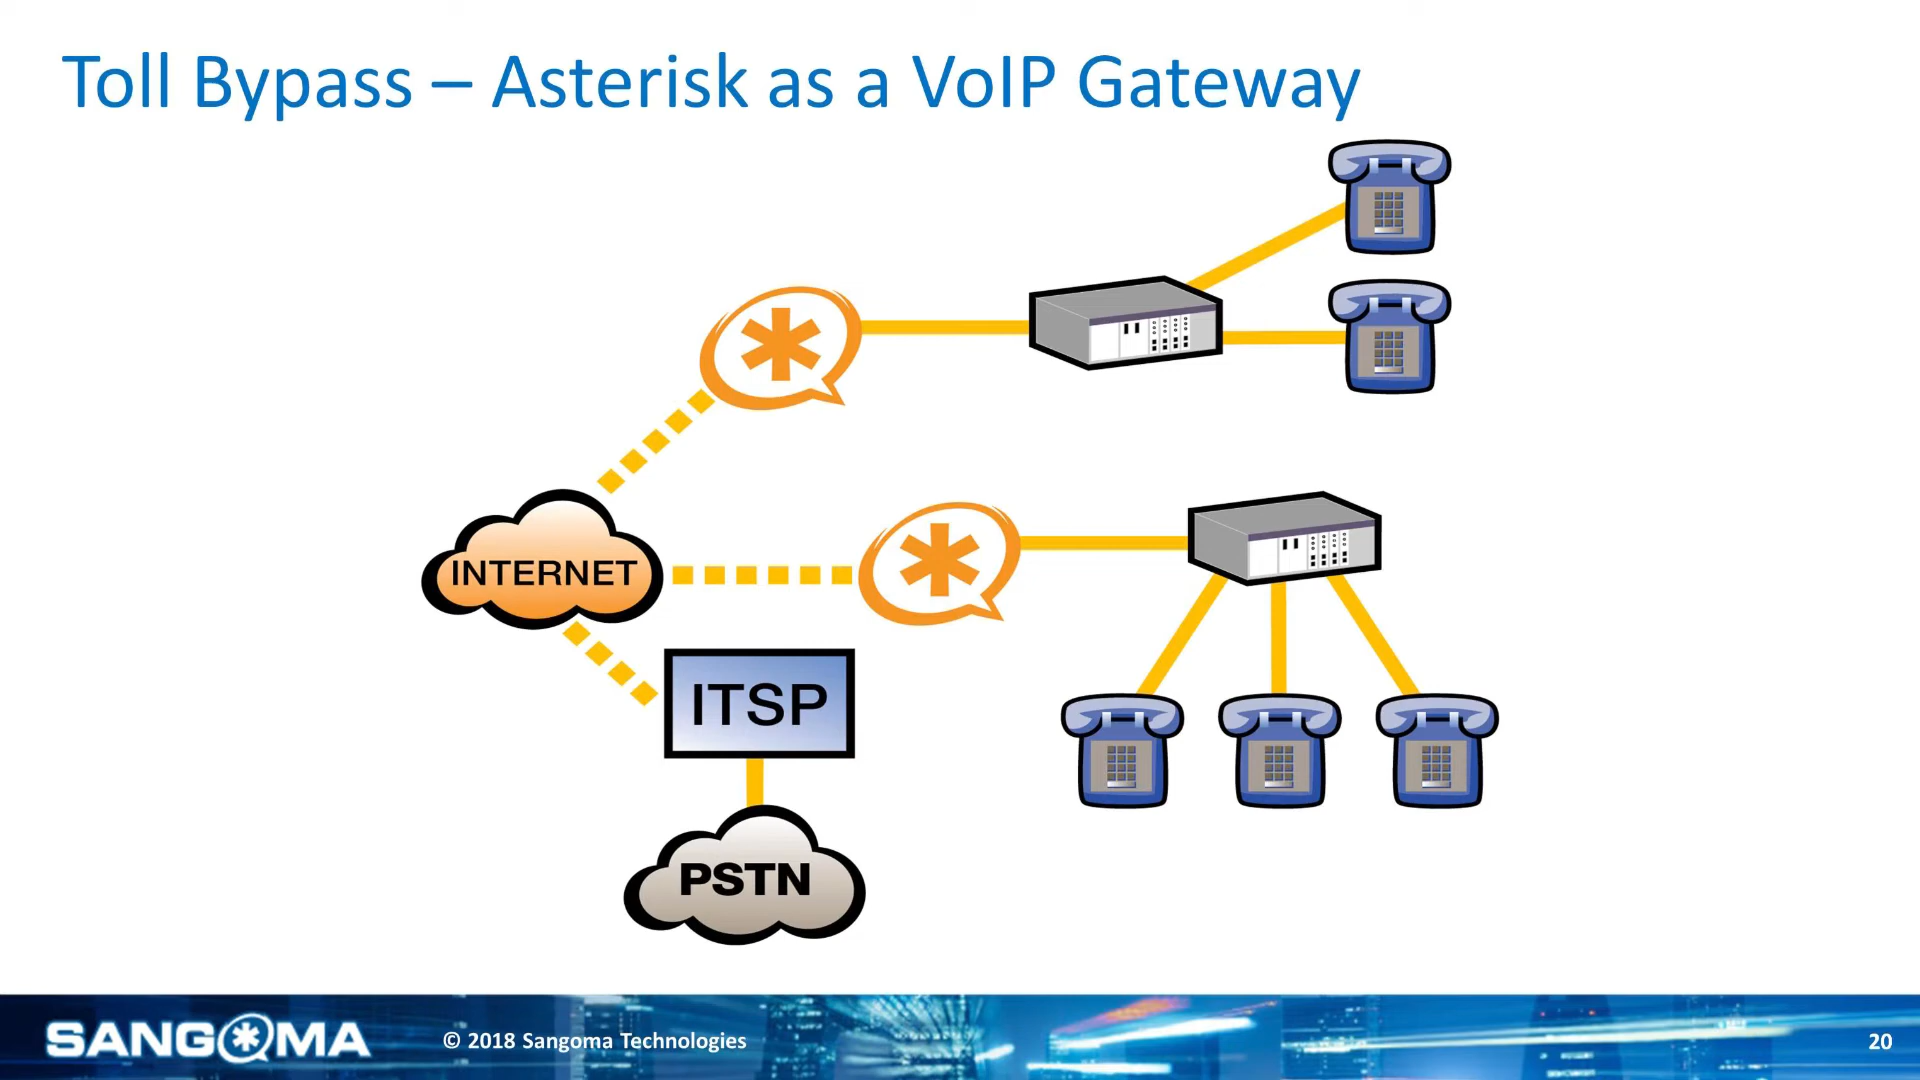 Toll Bypass – Asterisk as a VoIP Gateway
INTERNET
ITSP
PSTN
SANGOMA
© 2018 Sangoma Technologies
20